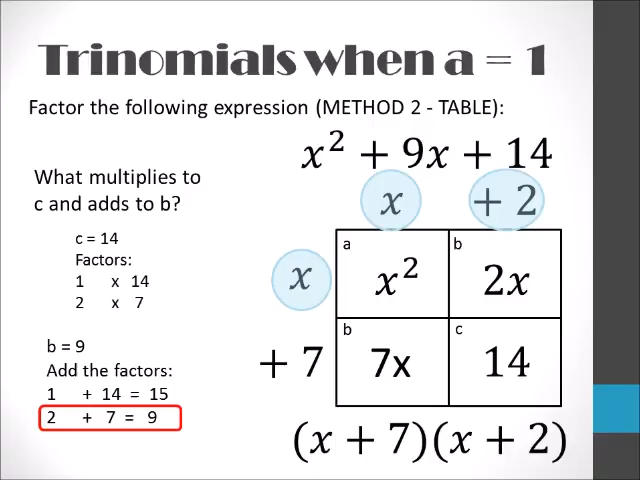 Trinomials when a = 1
Factor the following expression (METHOD 2 - TABLE):
x² + 9x + 14
What multiplies to
c and adds to b?
c = 14
Factors:
1 x 14
2 x 7
b = 9
Add the factors:
1 + 14 = 15
2 + 7 = 9
x + 2
a b
x x² 2x
b c
+ 7 7x 14
(x + 7)(x + 2)